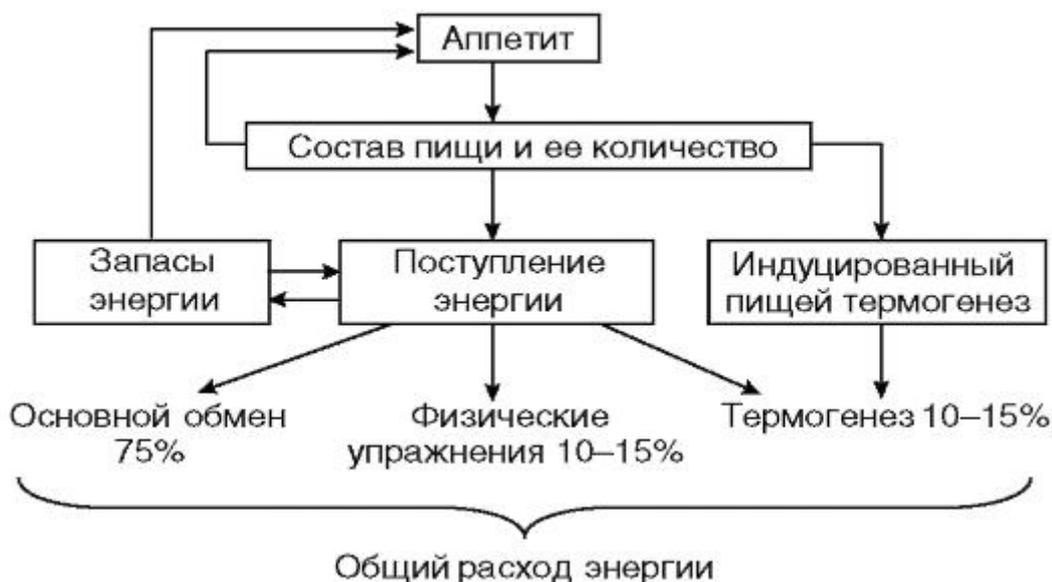 Аппетит
Состав пищи и ее количество
Запасы
энергии
Поступление
энергии
Индуцированный
пищей термогенез
Основной обмен
75%
Физические
упражнения 10–15%
Термогенез 10–15%
Общий расход энергии